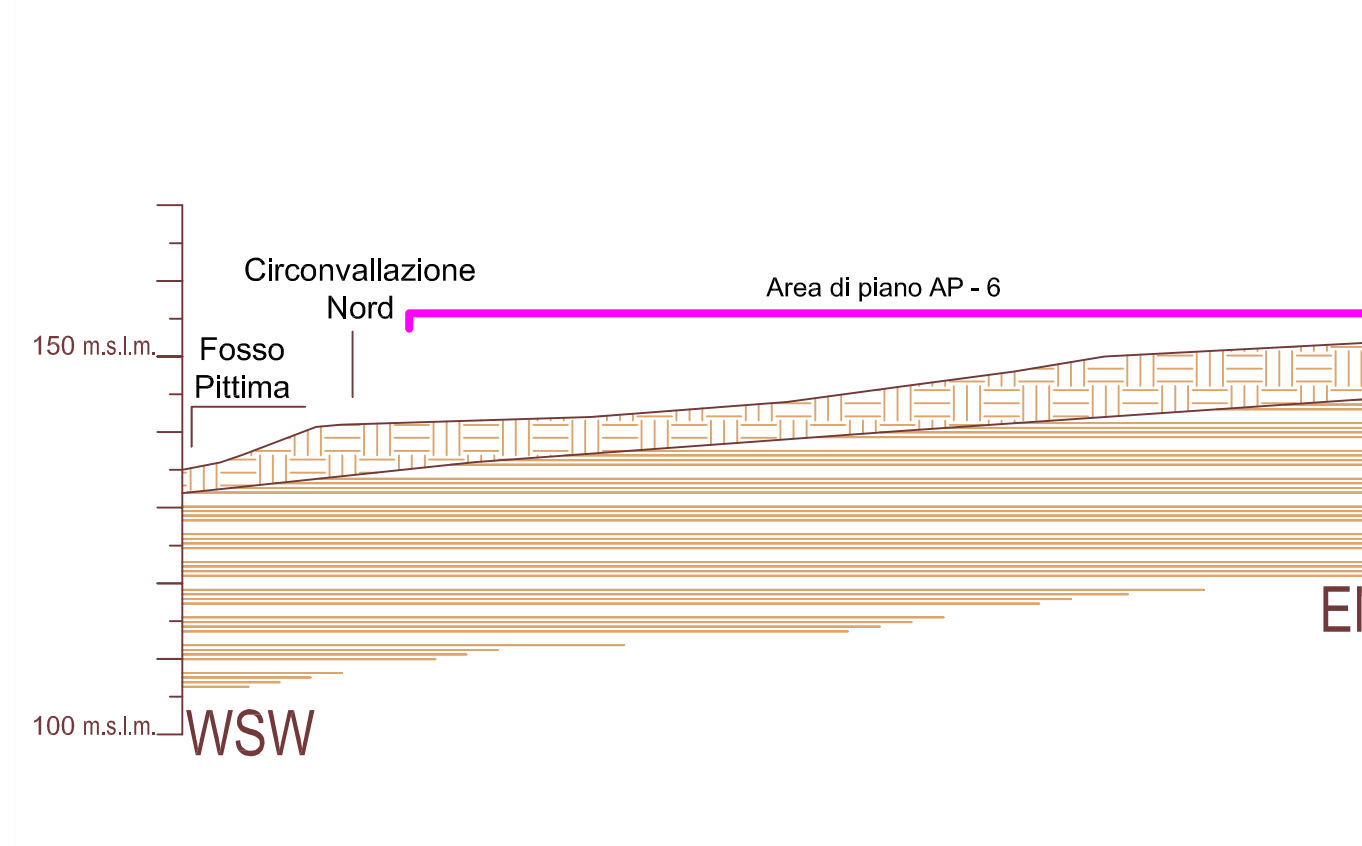 Circonvallazione
Nord
Area di piano AP - 6
150 m.s.l.m.
Fosso
Pittima
100 m.s.l.m.
WSW